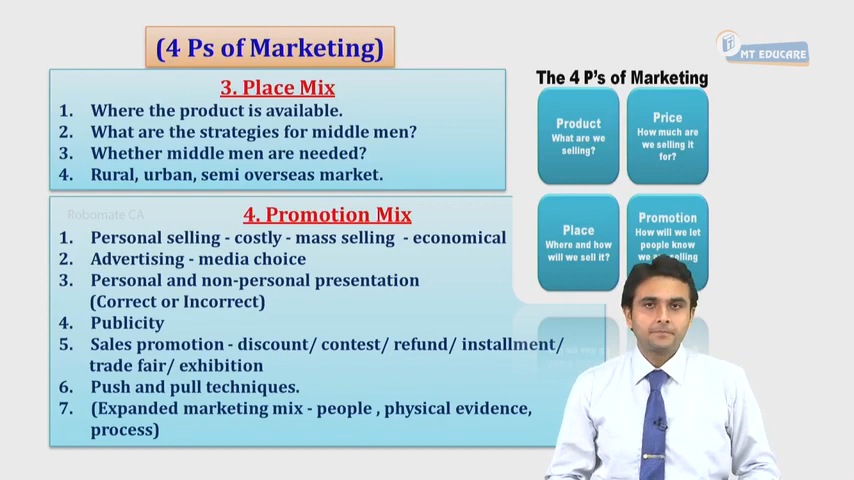 (4 Ps of Marketing)
MT EDUCARE
3. Place Mix
1. Where the product is available.
2. What are the strategies for middle men?
3. Whether middle men are needed?
4. Rural, urban, semi overseas market.
Robomate CA
4. Promotion Mix
1. Personal selling - costly - mass selling - economical
2. Advertising - media choice
3. Personal and non-personal presentation
(Correct or Incorrect)
4. Publicity
5. Sales promotion - discount/ contest/ refund/ installment/
trade fair/ exhibition
6. Push and pull techniques.
7. (Expanded marketing mix - people , physical evidence,
process)
The 4 P's of Marketing
Product
What are we
selling?
Price
How much are
we selling it
for?
Place
Where and how
will we sell it?
Promotion
How will we let
people know
we selling